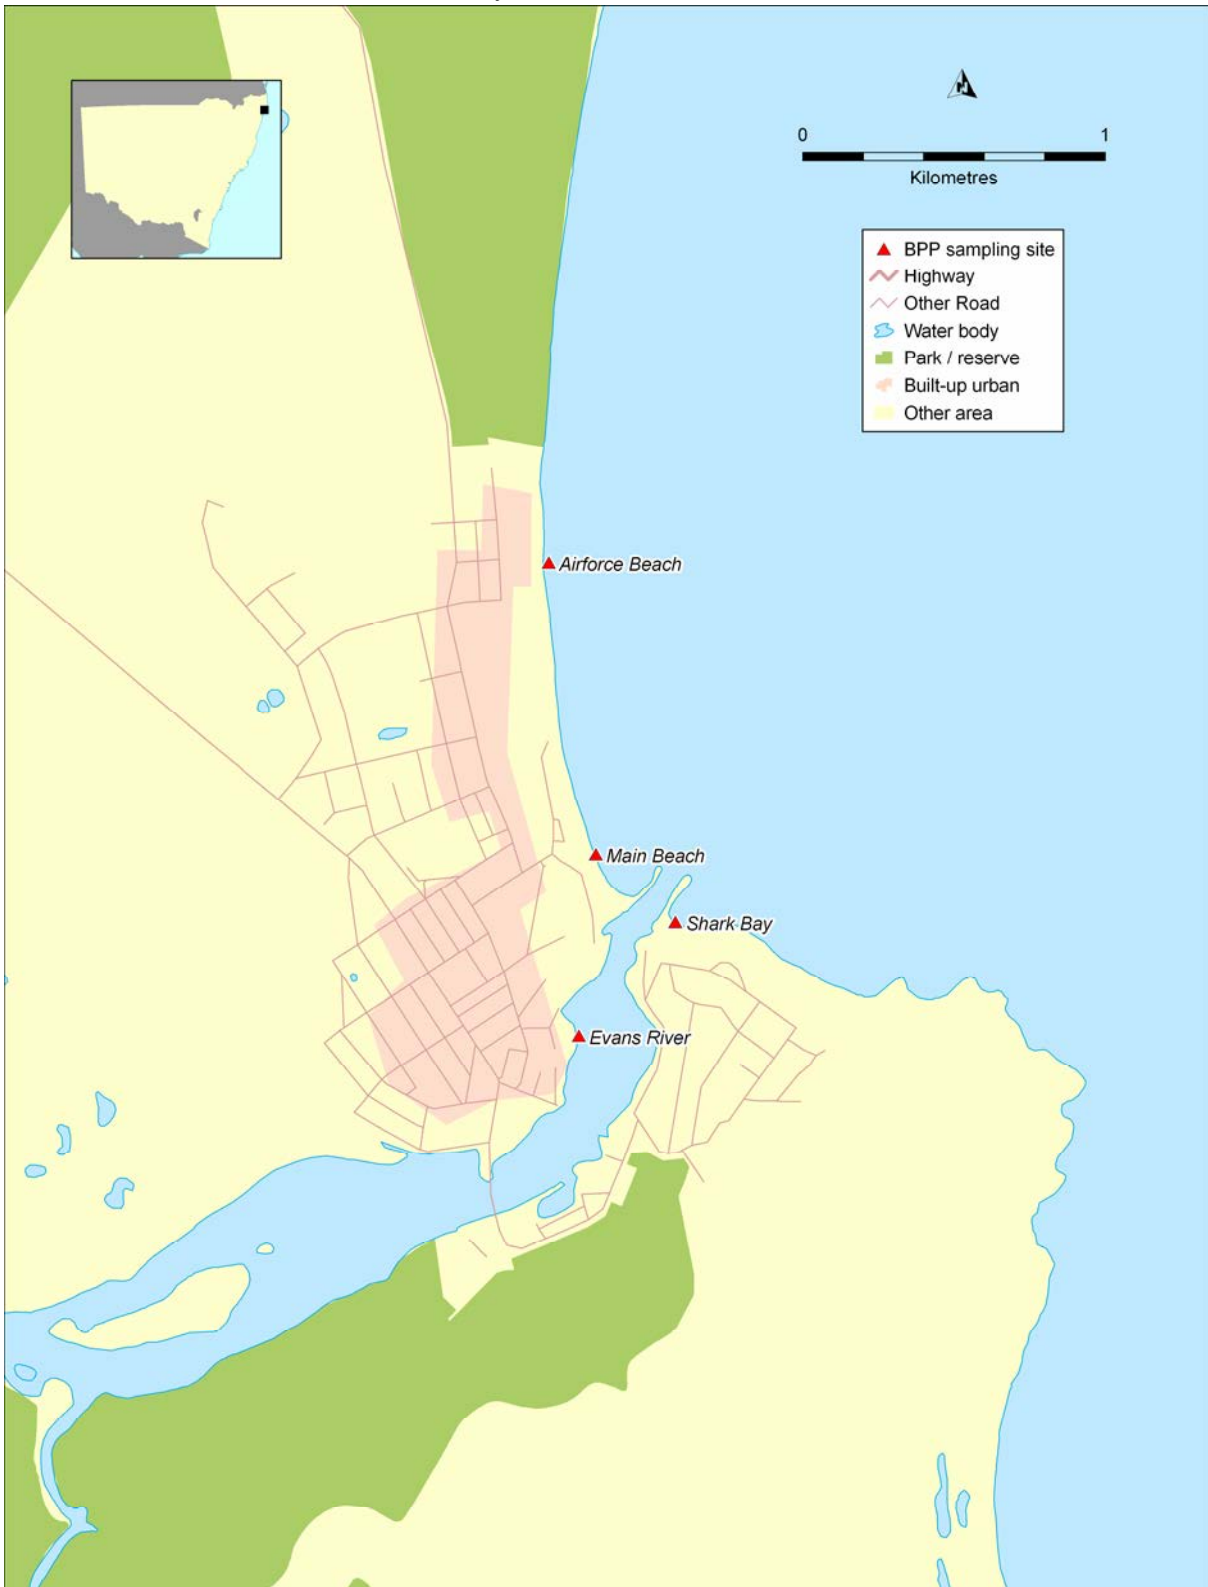 N
0 1
Kilometres
BPP sampling site
Highway
Other Road
Water body
Park / reserve
Built-up urban
Other area
Airforce Beach
Main Beach
Shark Bay
Evans River